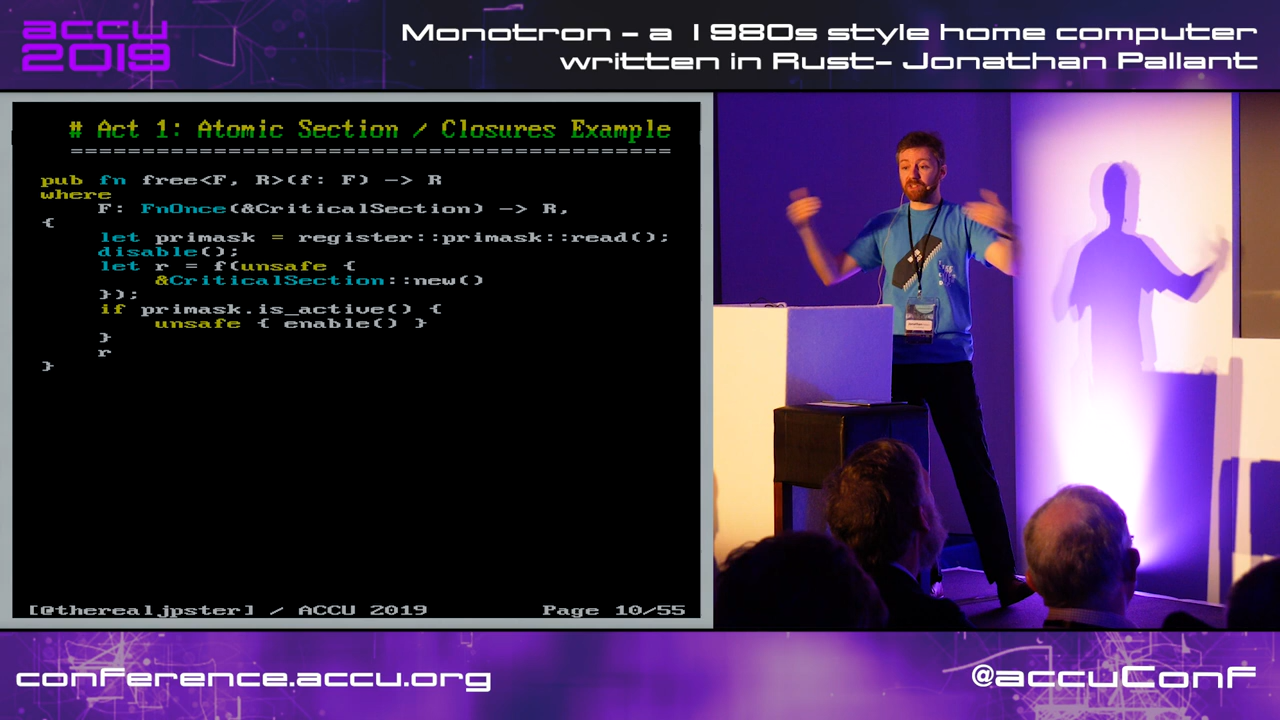 accu
2019
Monotron - a 1980s style home computer
written in Rust- Jonathan Pallant
# Act 1: Atomic Section / Closures Example
==========================================
pub fn free<F, R>(f: F) -> R
where
    F: FnOnce(&CriticalSection) -> R,
{
    let primask = register::primask::read();
    disable();
    let r = f(unsafe {
        &CriticalSection::new()
    });
    if primask.is_active() {
        unsafe { enable() }
    }
    r
}
[@therealjpster] / ACCU 2019
Page 10/55
conference.accu.org
@accuConf